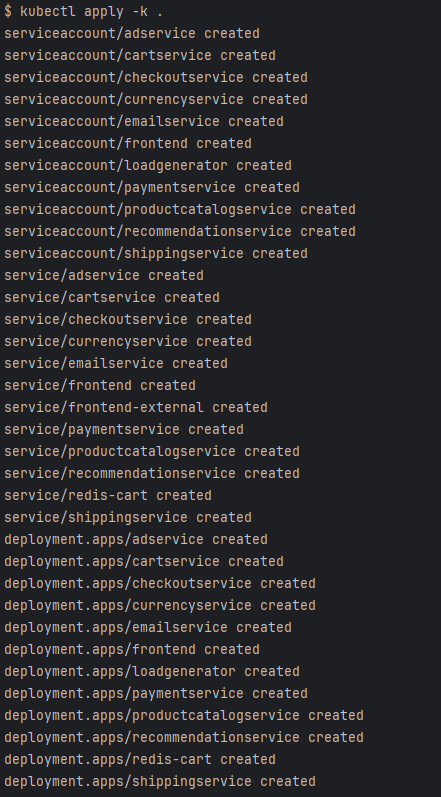 $ kubectl apply -k .
serviceaccount/adservice created
serviceaccount/cartservice created
serviceaccount/checkoutservice created
serviceaccount/currencyservice created
serviceaccount/emailservice created
serviceaccount/frontend created
serviceaccount/loadgenerator created
serviceaccount/paymentservice created
serviceaccount/productcatalogservice created
serviceaccount/recommendationservice created
serviceaccount/shippingservice created
service/adservice created
service/cartservice created
service/checkoutservice created
service/currencyservice created
service/emailservice created
service/frontend created
service/frontend-external created
service/paymentservice created
service/productcatalogservice created
service/recommendationservice created
service/redis-cart created
service/shippingservice created
deployment.apps/adservice created
deployment.apps/cartservice created
deployment.apps/checkoutservice created
deployment.apps/currencyservice created
deployment.apps/emailservice created
deployment.apps/frontend created
deployment.apps/loadgenerator created
deployment.apps/paymentservice created
deployment.apps/productcatalogservice created
deployment.apps/recommendationservice created
deployment.apps/redis-cart created
deployment.apps/shippingservice created